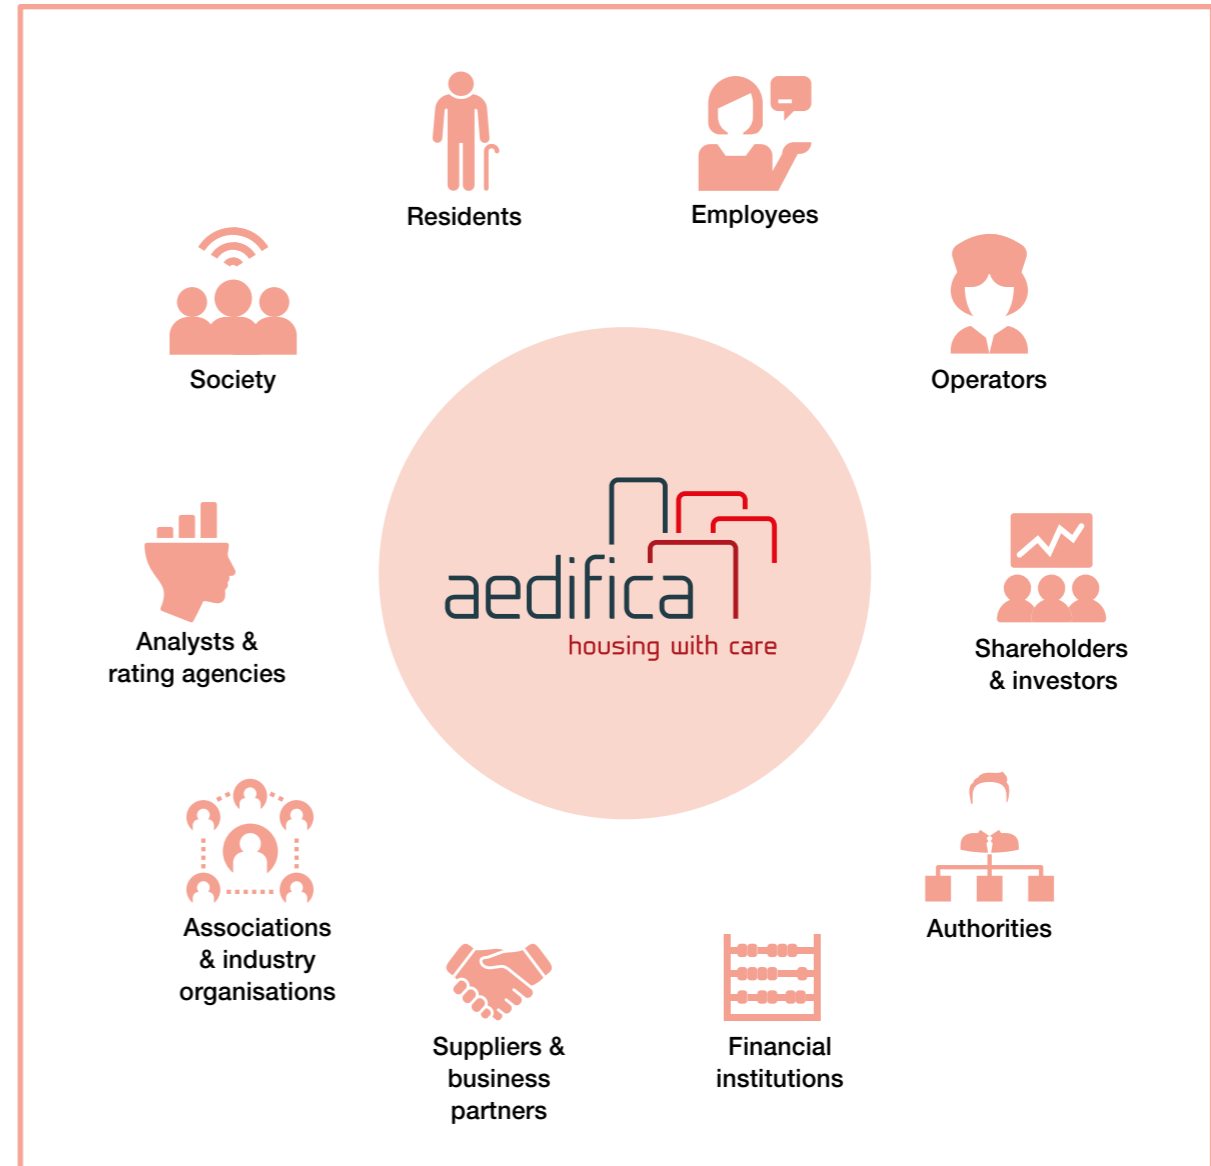 Residents
Employees
Society
Operators
aedifica
housing with care
Analysts &
rating agencies
Shareholders
& investors
Associations
& industry
organisations
Authorities
Suppliers &
business
partners
Financial
institutions